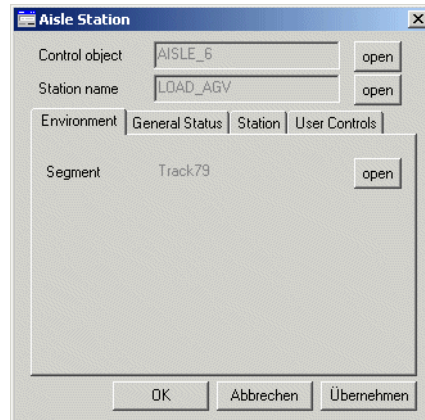 Aisle Station
Control object AISLE_6 open
Station name LOAD_AGV open
Environment General Status Station User Controls
Segment Track79 open
OK Abbrechen Übernehmen